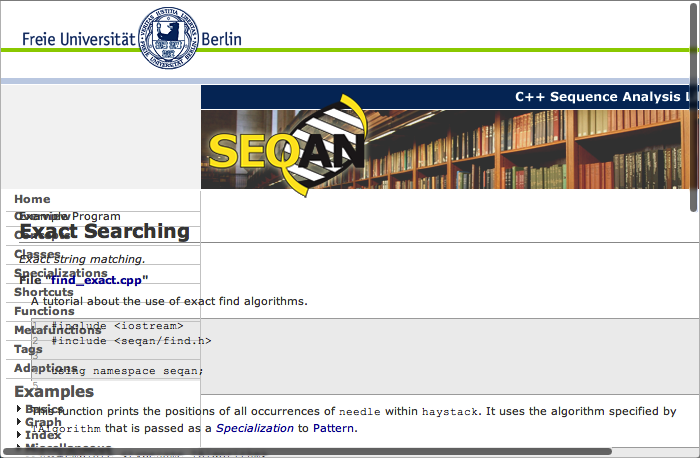 Freie Universität Berlin
C++ Sequence Analysis L
SEQAN
Home
Overview
Example Program
Exact Searching
Concepts
Classes
Exact string matching.
Specializations
File "find_exact.cpp"
Shortcuts
A tutorial about the use of exact find algorithms.
Functions
1 #include <iostream>
Metafunctions
2 #include <seqan/find.h>
Tags
3
4 using namespace seqan;
Adaptions
5
Examples
This function prints the positions of all occurrences of needle within haystack. It uses the algorithm specified by
Basics
TAlgorithm that is passed as a Specialization to Pattern.
Graph
Index
Miscellaneous